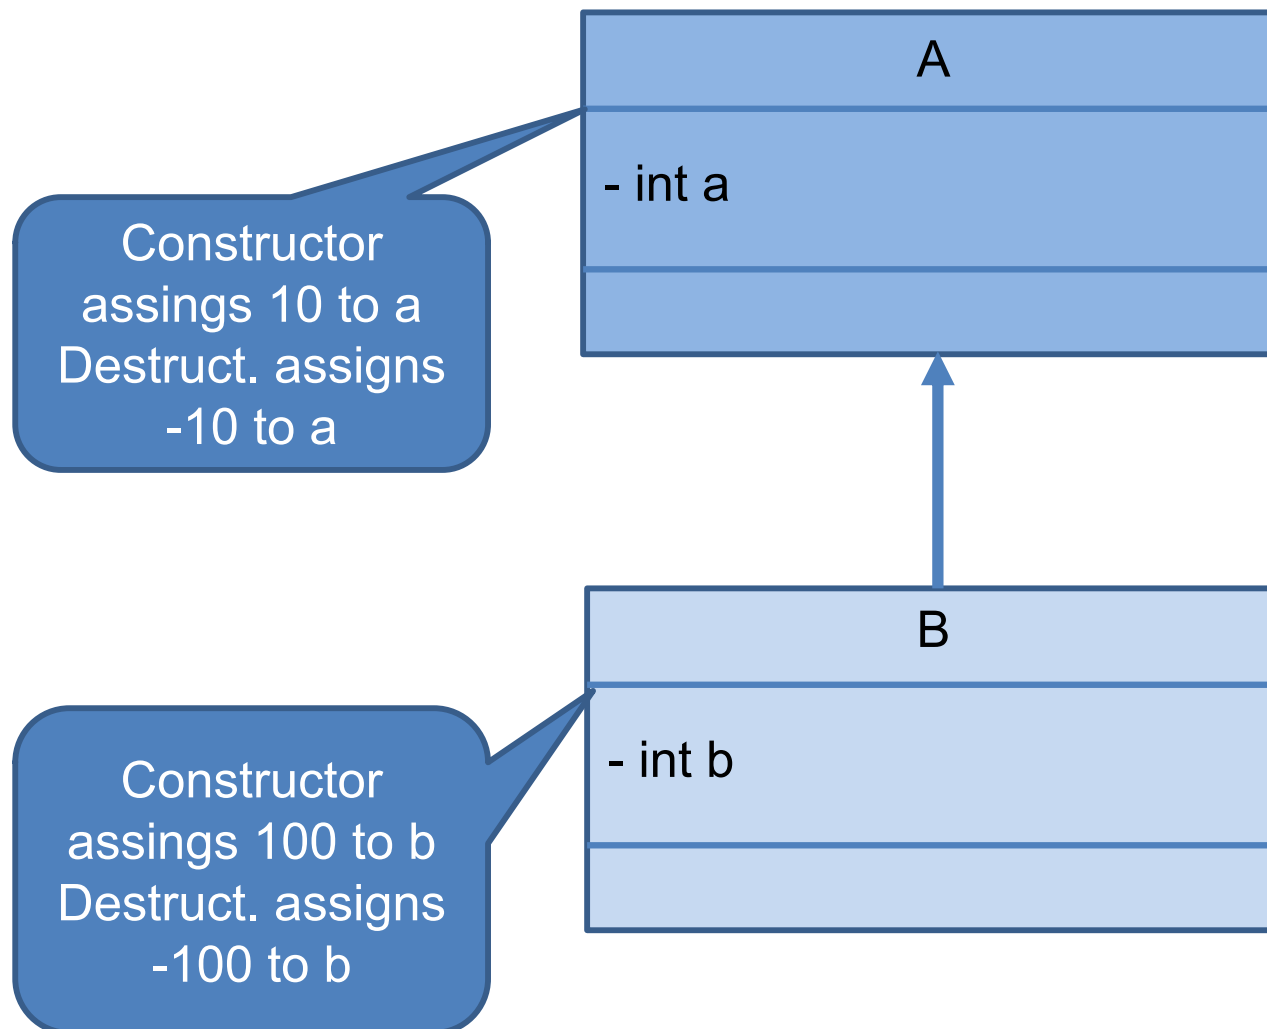 A
- int a
Constructor
assings 10 to a
Destruct. assigns
-10 to a
B
- int b
Constructor
assings 100 to b
Destruct. assigns
-100 to b